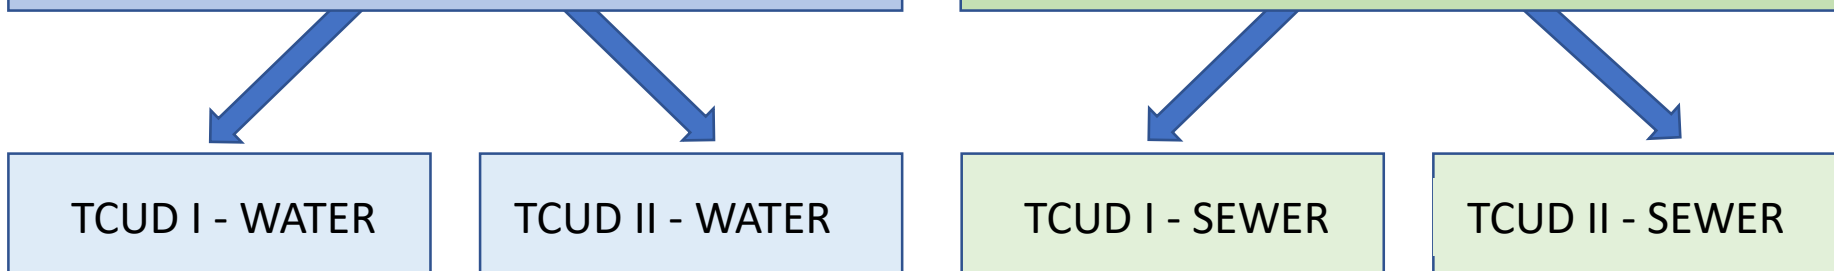 TCUD I - WATER
TCUD II - WATER
TCUD I - SEWER
TCUD II - SEWER